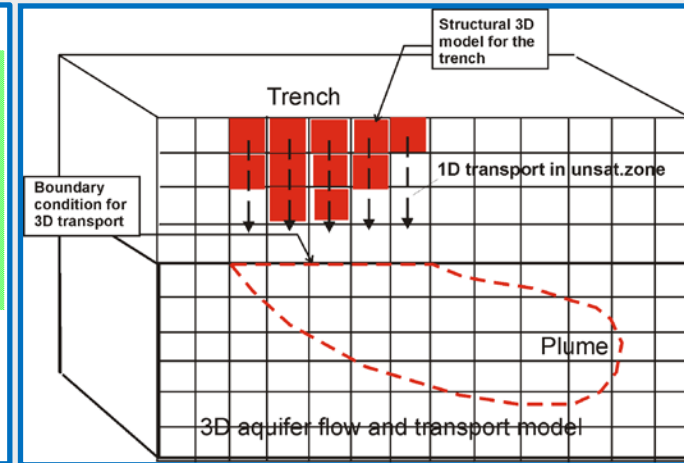 Structural 3D
model for the
trench
Trench
1D transport in unsat.zone
Boundary
condition for
3D transport
Plume
3D aquifer flow and transport model